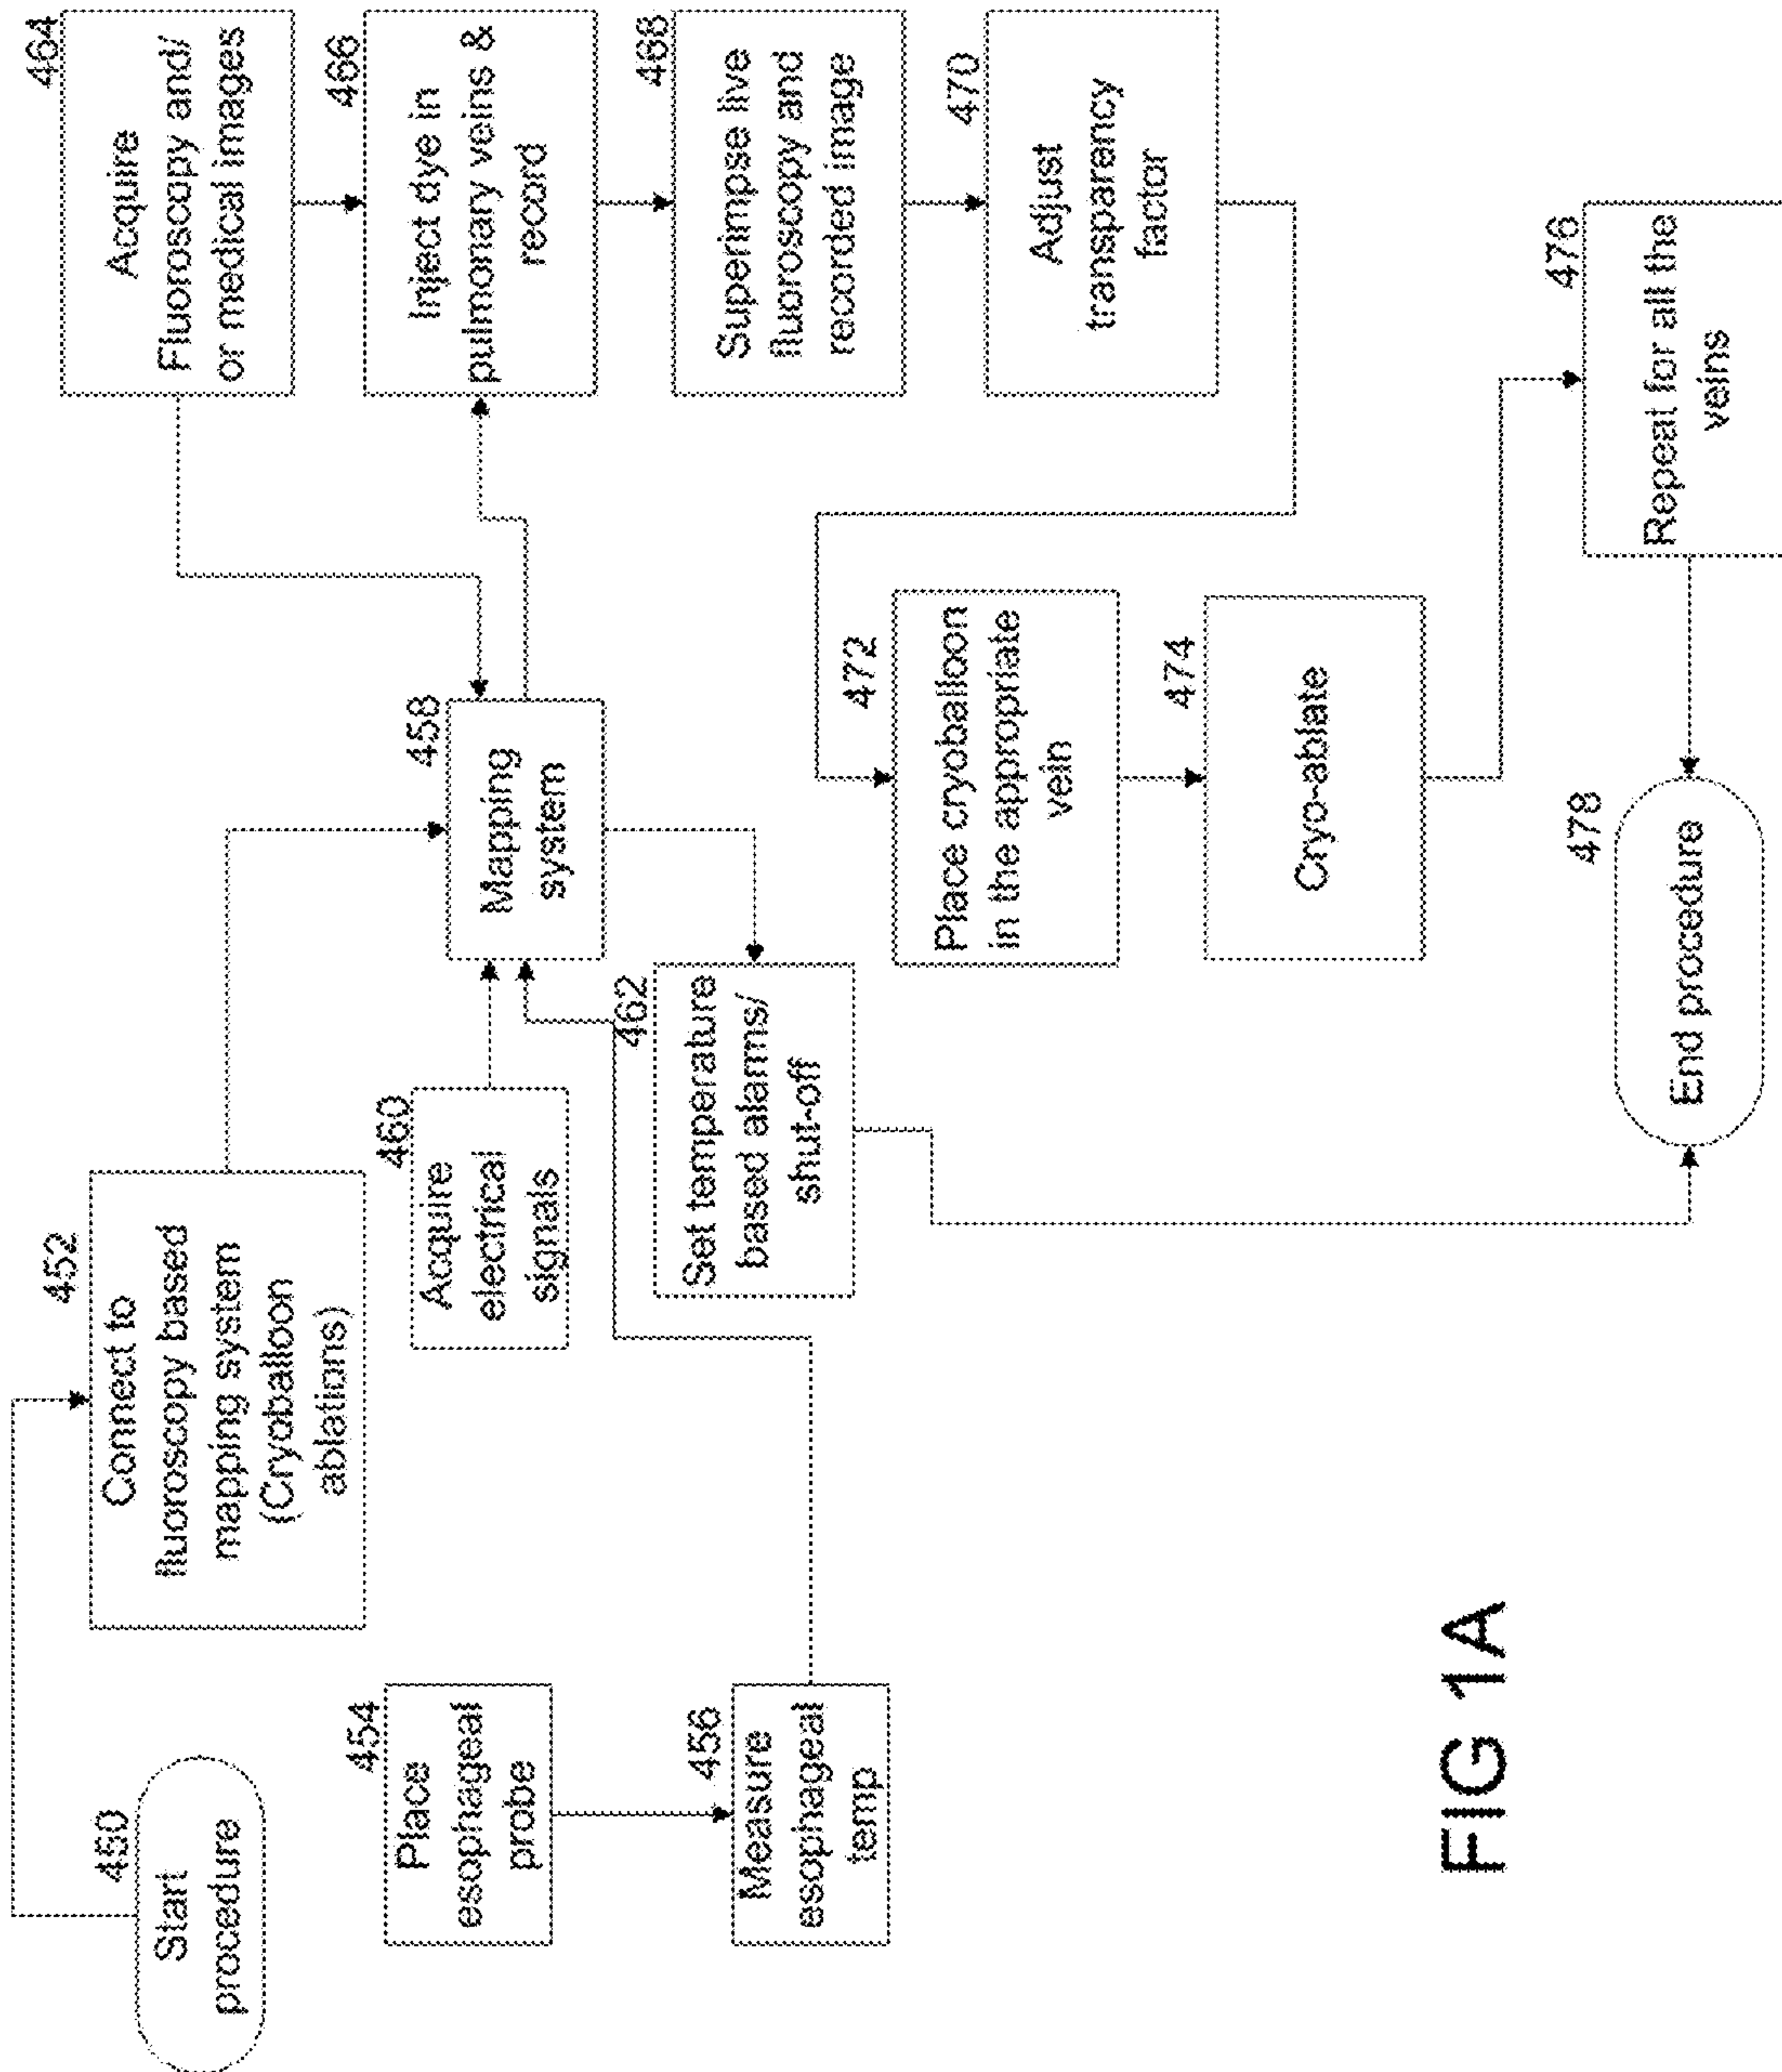 450
Start
procedure
452
Connect to
fluoroscopy based
mapping system
(Cryoballoon
ablations)
454
Place
esophageal
probe
456
Measure
esophageal
temp
458
Mapping
system
460
Acquire
electrical
signals
462
Set temperature
based alarms/
shut-off
464
Acquire
Fluoroscopy and/
or medical images
466
Inject dye in
pulmonary veins &
record
468
Superimpse live
fluoroscopy and
recorded image
470
Adjust
transparency
factor
472
Place cryoballoon
in the appropriate
vein
474
Cryo-ablate
476
Repeat for all the
veins
478
End procedure
FIG 1A